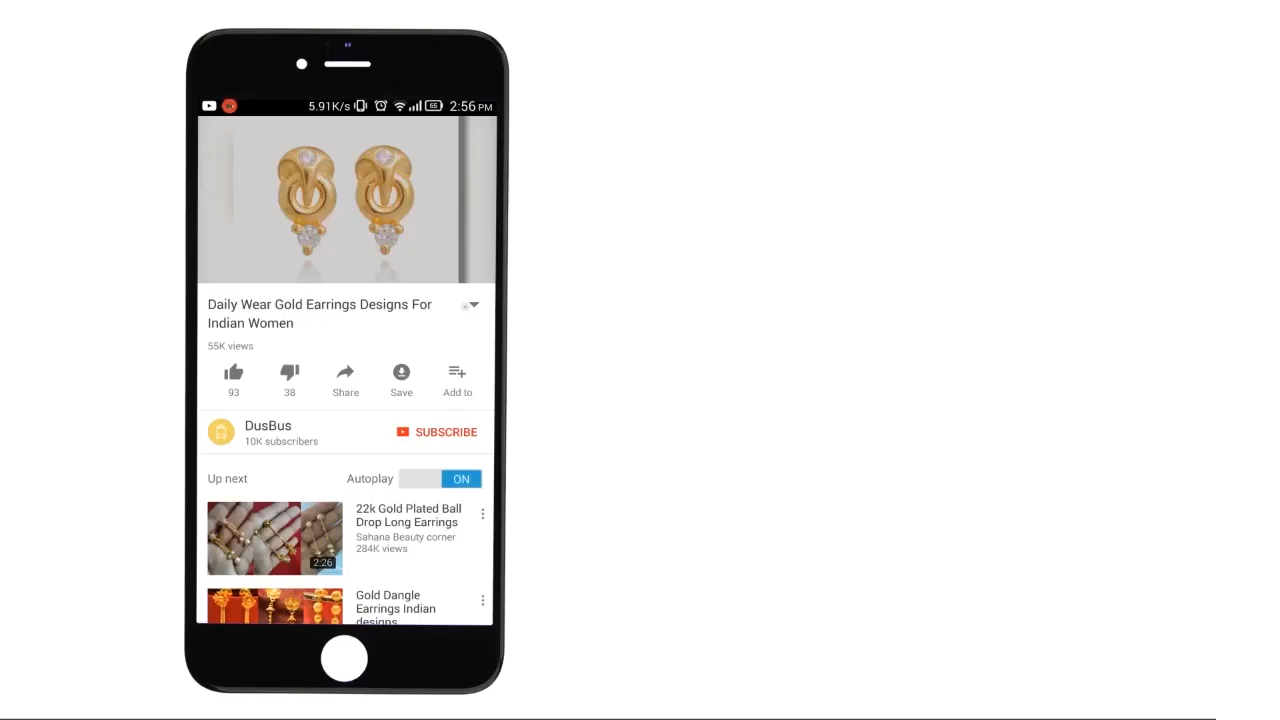 5.91K/s 65 2:56 PM
Daily Wear Gold Earrings Designs For
Indian Women
55K views
93 38 Share Save Add to
DusBus
10K subscribers
SUBSCRIBE
Up next Autoplay ON
22k Gold Plated Ball
Drop Long Earrings
Sahana Beauty corner
284K views
2:26
Gold Dangle
Earrings Indian
designs